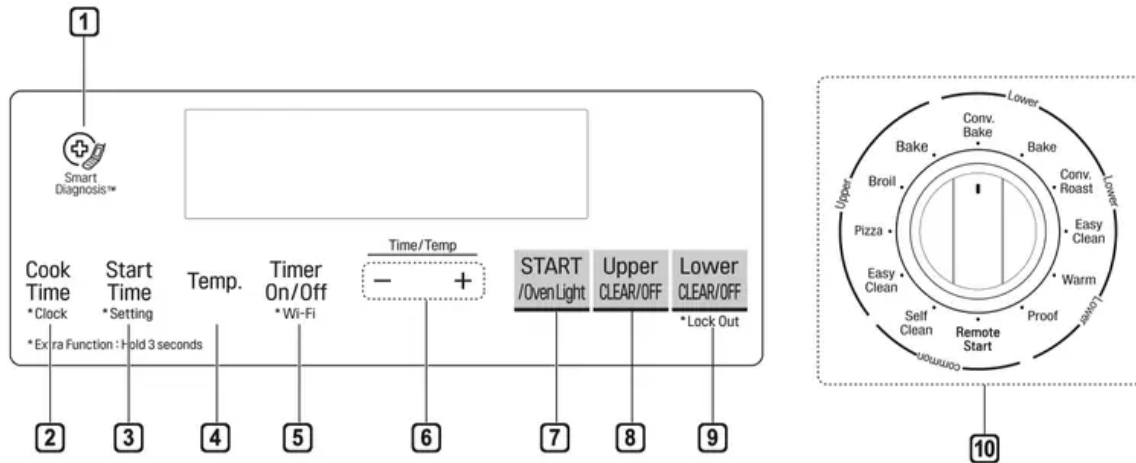 1
Smart
Diagnosis™
Cook
Time
*Clock
Start
Time
*Setting
Temp.
Timer
On/Off
*Wi-Fi
Time/Temp
− +
START
/Oven Light
Upper
CLEAR/OFF
Lower
CLEAR/OFF
*Lock Out
*Extra Function : Hold 3 seconds
2 3 4 5 6 7 8 9
Lower
Conv.
Bake
Bake
Conv.
Roast
Lower
Easy
Clean
Warm
Lower
Proof
Remote
Start
common
Self
Clean
Easy
Clean
Pizza
Upper
Broil
Bake
10